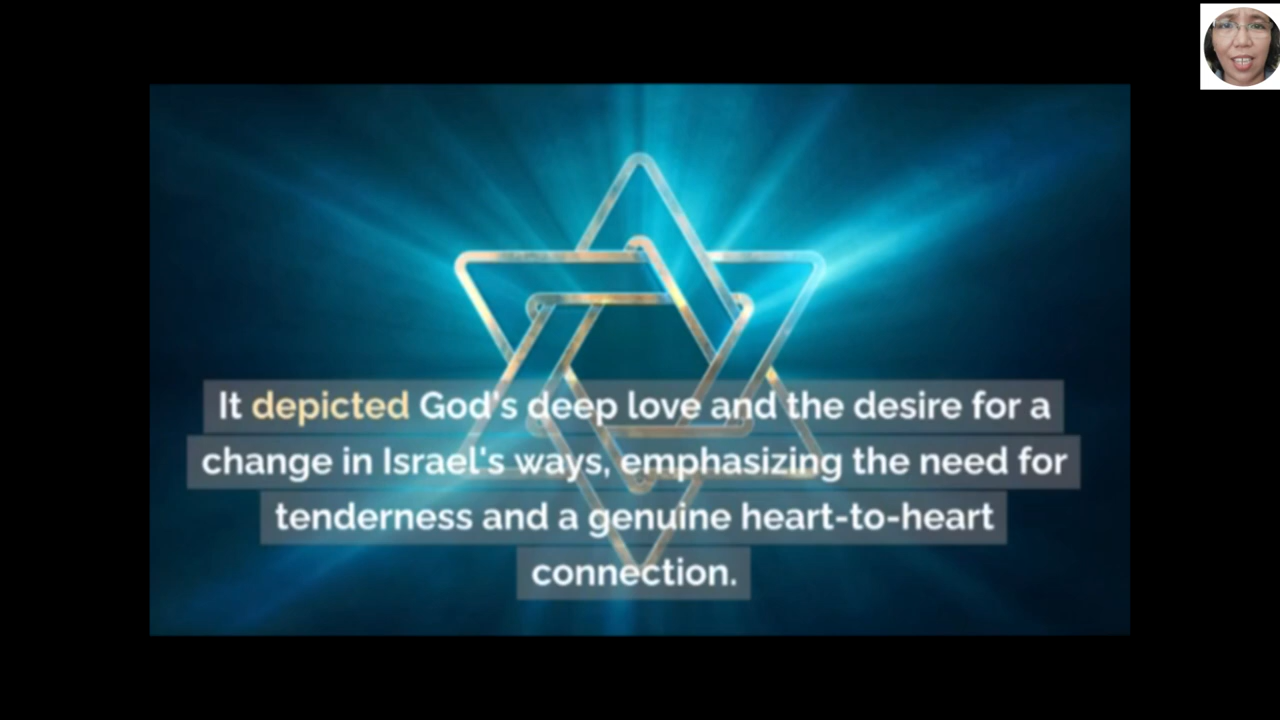 It depicted God's deep love and the desire for a
change in Israel's ways, emphasizing the need for
tenderness and a genuine heart-to-heart
connection.